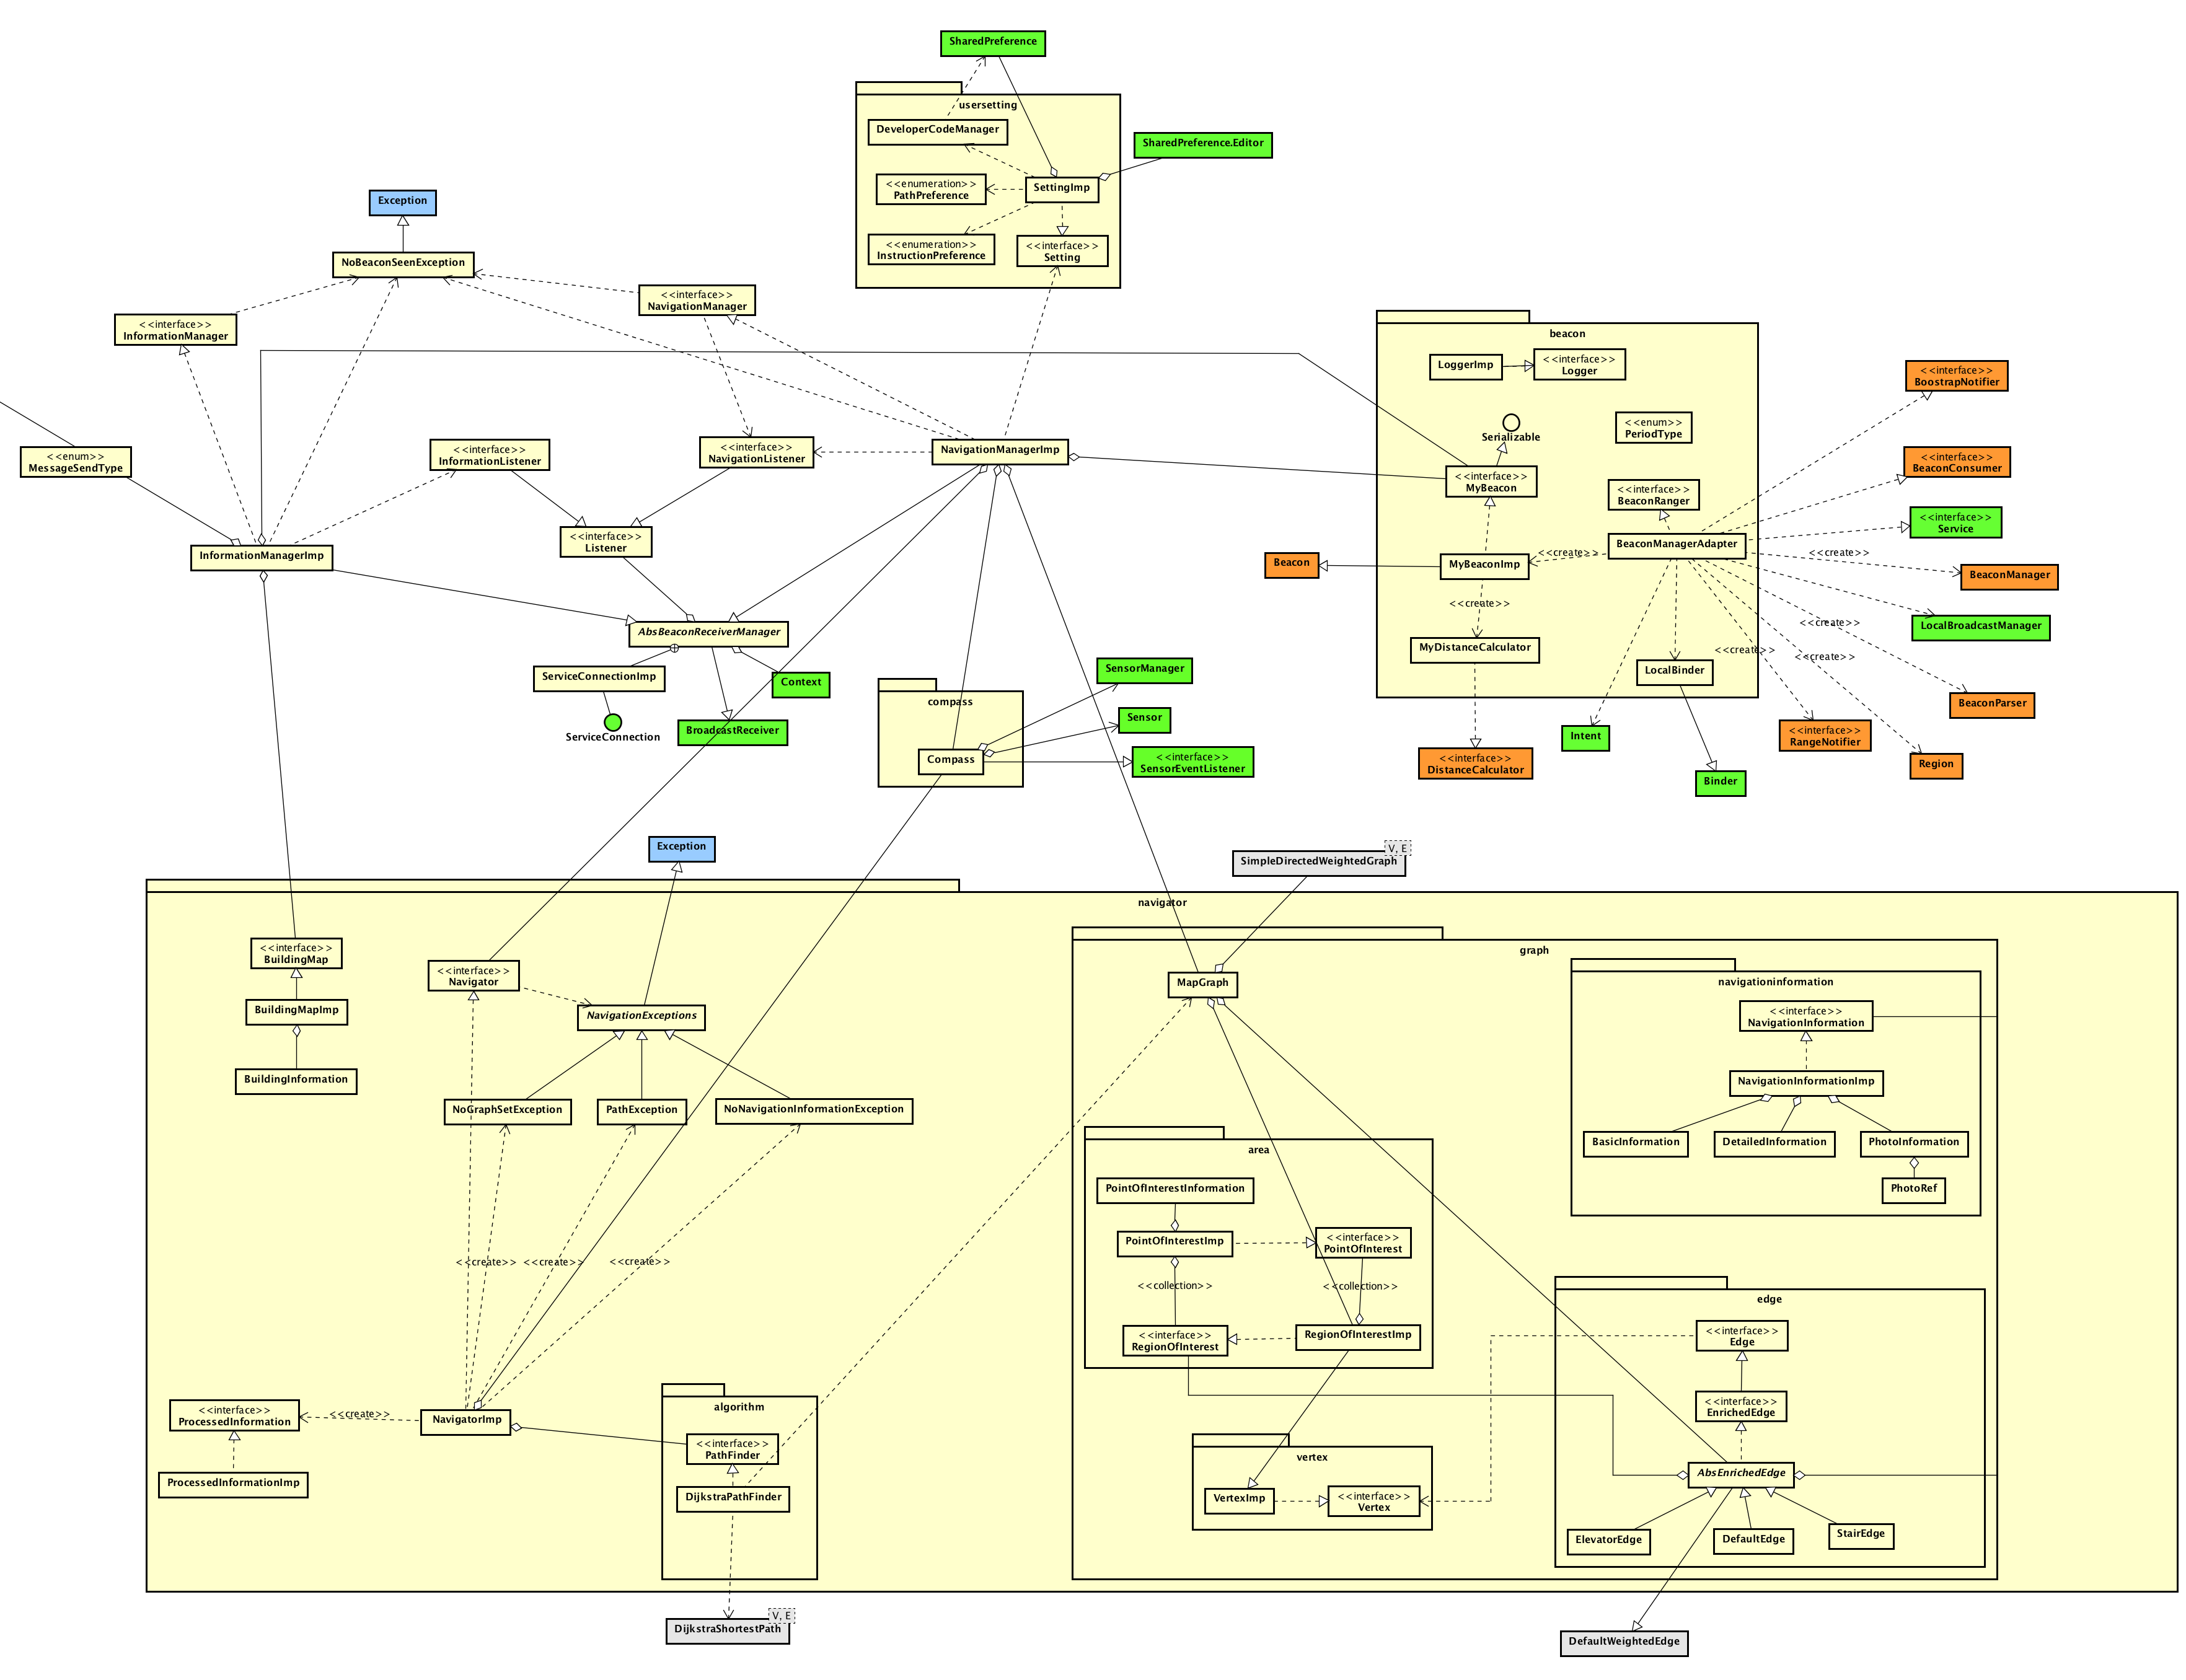 SharedPreference
usersetting
DeveloperCodeManager
SharedPreference.Editor
<<enumeration>>
PathPreference
SettingImp
<<enumeration>>
InstructionPreference
<<interface>>
Setting
Exception
NoBeaconSeenException
<<interface>>
NavigationManager
<<interface>>
InformationManager
<<enum>>
MessageSendType
<<interface>>
InformationListener
<<interface>>
NavigationListener
NavigationManagerImp
InformationManagerImp
<<interface>>
Listener
AbsBeaconReceiverManager
ServiceConnectionImp
Context
ServiceConnection
BroadcastReceiver
compass
Compass
SensorManager
Sensor
<<interface>>
SensorEventListener
beacon
LoggerImp
<<interface>>
Logger
Serializable
<<enum>>
PeriodType
<<interface>>
MyBeacon
<<interface>>
BeaconRanger
BeaconManagerAdapter
Beacon
MyBeaconImp
<<create>>
<<create>>
MyDistanceCalculator
LocalBinder
<<interface>>
BoostrapNotifier
<<interface>>
BeaconConsumer
<<interface>>
Service
<<create>>
BeaconManager
LocalBroadcastManager
<<create>>
<<create>>
<<create>>
BeaconParser
Intent
<<interface>>
RangeNotifier
Region
<<interface>>
DistanceCalculator
Binder
Exception
V, E
SimpleDirectedWeightedGraph
navigator
<<interface>>
BuildingMap
BuildingMapImp
BuildingInformation
<<interface>>
Navigator
NavigationExceptions
NoGraphSetException
PathException
NoNavigationInformationException
<<create>>
<<create>>
<<create>>
<<interface>>
ProcessedInformation
<<create>>
NavigatorImp
ProcessedInformationImp
algorithm
<<interface>>
PathFinder
DijkstraPathFinder
V, E
DijkstraShortestPath
graph
MapGraph
navigationinformation
<<interface>>
NavigationInformation
NavigationInformationImp
BasicInformation
DetailedInformation
PhotoInformation
PhotoRef
area
PointOfInterestInformation
PointOfInterestImp
<<interface>>
PointOfInterest
<<collection>>
<<collection>>
<<interface>>
RegionOfInterest
RegionOfInterestImp
vertex
VertexImp
<<interface>>
Vertex
edge
<<interface>>
Edge
<<interface>>
EnrichedEdge
AbsEnrichedEdge
ElevatorEdge
DefaultEdge
StairEdge
DefaultWeightedEdge